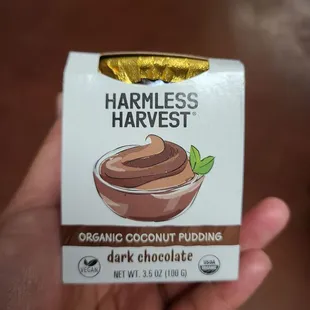 HARMLESS
HARVEST®
ORGANIC COCONUT PUDDING
dark chocolate
VEGAN
USDA
ORGANIC
NET WT. 3.5 OZ (100 G)